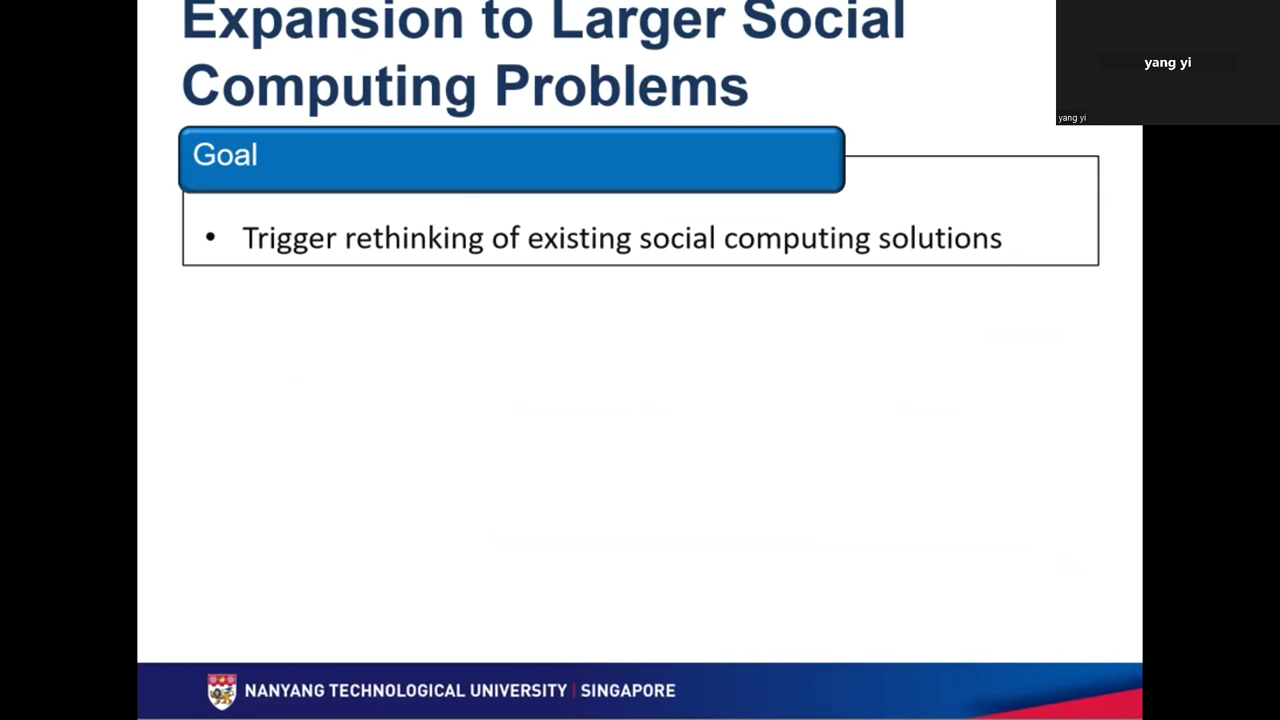 Expansion to Larger Social
Computing Problems
yang yi
yang yi
Goal
• Trigger rethinking of existing social computing solutions
NANYANG TECHNOLOGICAL UNIVERSITY | SINGAPORE